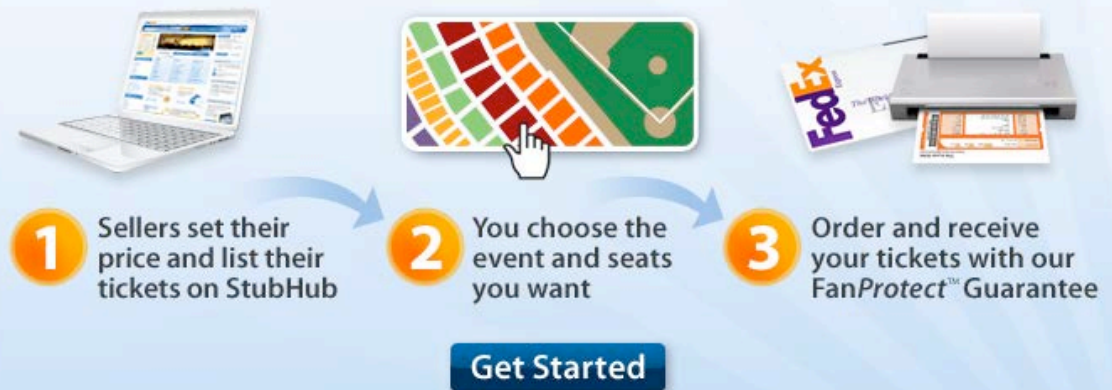 FedEx
1
Sellers set their
price and list their
tickets on StubHub
2
You choose the
event and seats
you want
3
Order and receive
your tickets with our
FanProtect™ Guarantee
Get Started